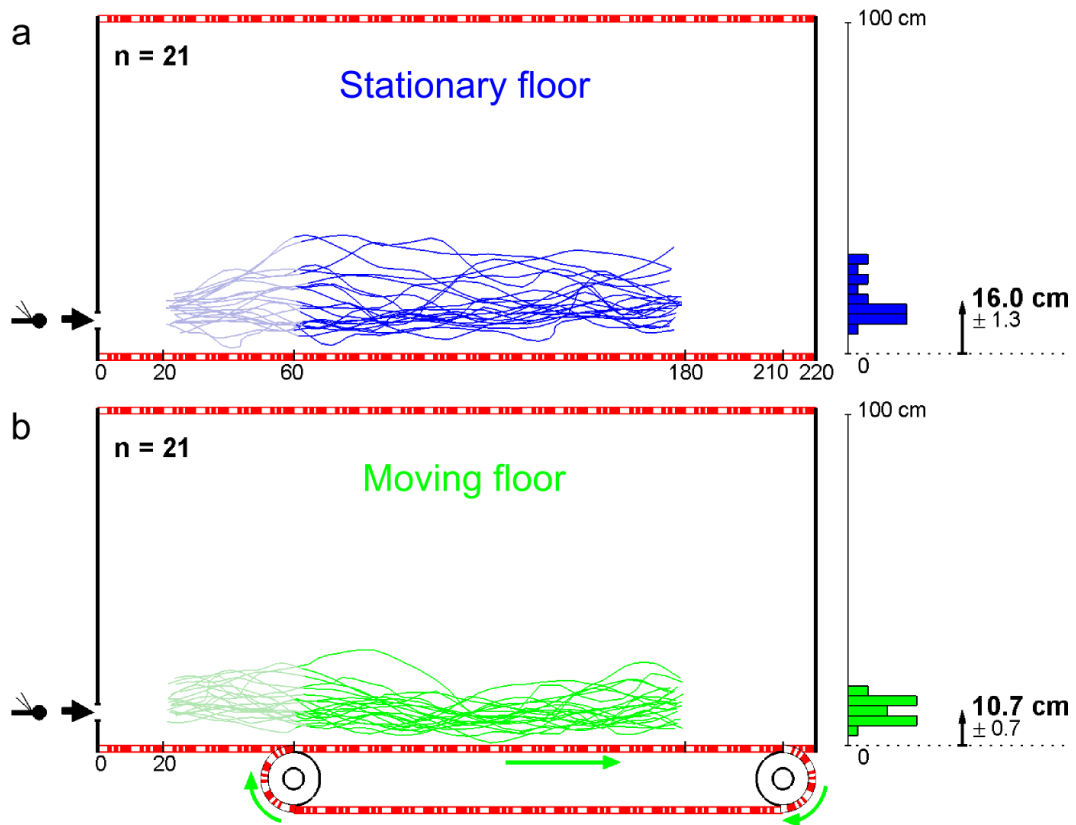 a
n = 21
Stationary floor
100 cm
16.0 cm
± 1.3
0
0 20 60 180 210 220
b
n = 21
Moving floor
100 cm
10.7 cm
± 0.7
0
0 20